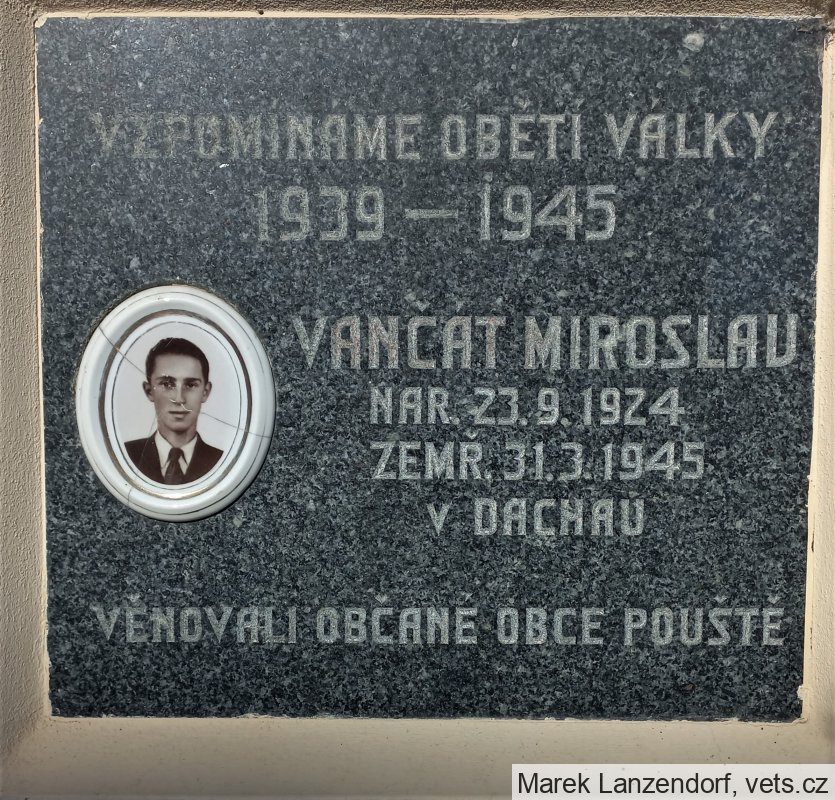 VZPOMÍNÁME OBĚTÍ VÁLKY
1939 — 1945
VANČÁT MIROSLAV
NAR. 23.9.1924
ZEMŘ. 31.3.1945
V DACHAU
VĚNOVALI OBČANÉ OBCE POUŠTĚ
Marek Lanzendorf, vets.cz